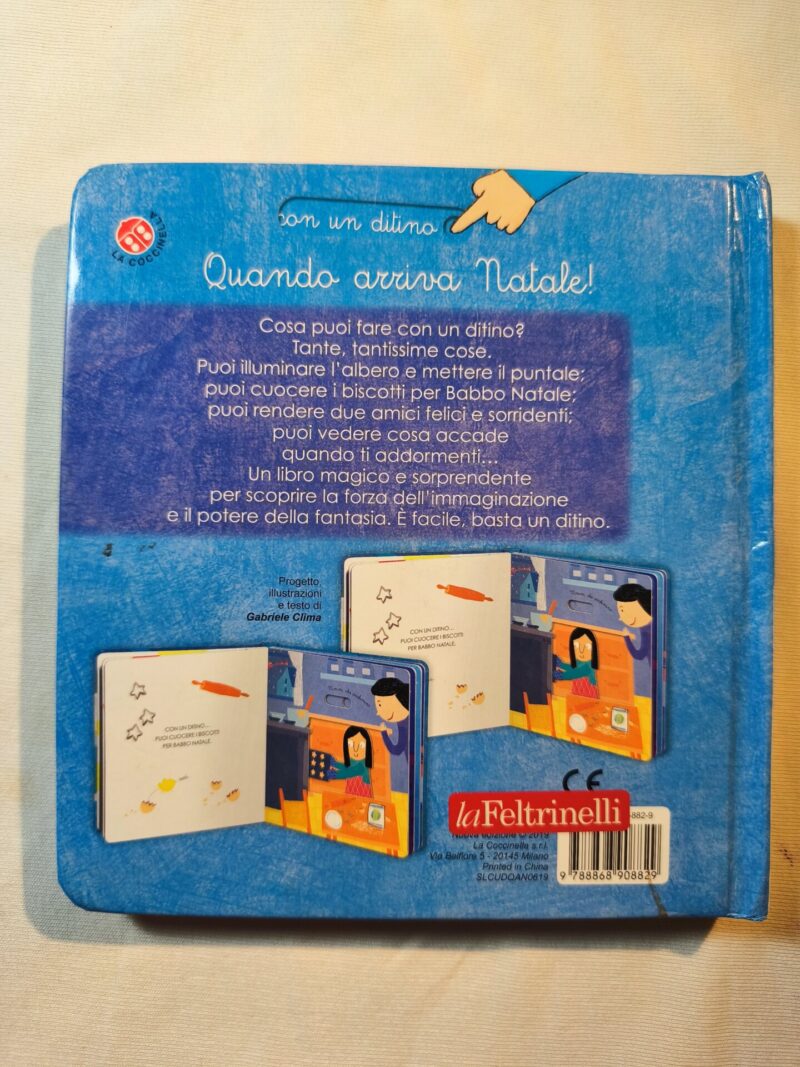 LA COCCINELLA
con un ditino
Quando arriva Natale!
Cosa puoi fare con un ditino?
Tante, tantissime cose.
Puoi illuminare l'albero e mettere il puntale;
puoi cuocere i biscotti per Babbo Natale;
puoi rendere due amici felici e sorridenti;
puoi vedere cosa accade
quando ti addormenti...
Un libro magico e sorprendente
per scoprire la forza dell'immaginazione
e il potere della fantasia. È facile, basta un ditino.
Progetto,
illustrazioni
e testo di
Gabriele Clima
CON UN DITINO...
PUOI CUOCERE I BISCOTTI
PER BABBO NATALE.
CON UN DITINO...
PUOI CUOCERE I BISCOTTI
PER BABBO NATALE.
CE
laFeltrinelli
882-9
Nuova edizione © 2019
La Coccinella s.r.l.
Via Belfiore 5 - 20145 Milano
Printed in China
SLCUDOAN0619
9 788868 908829